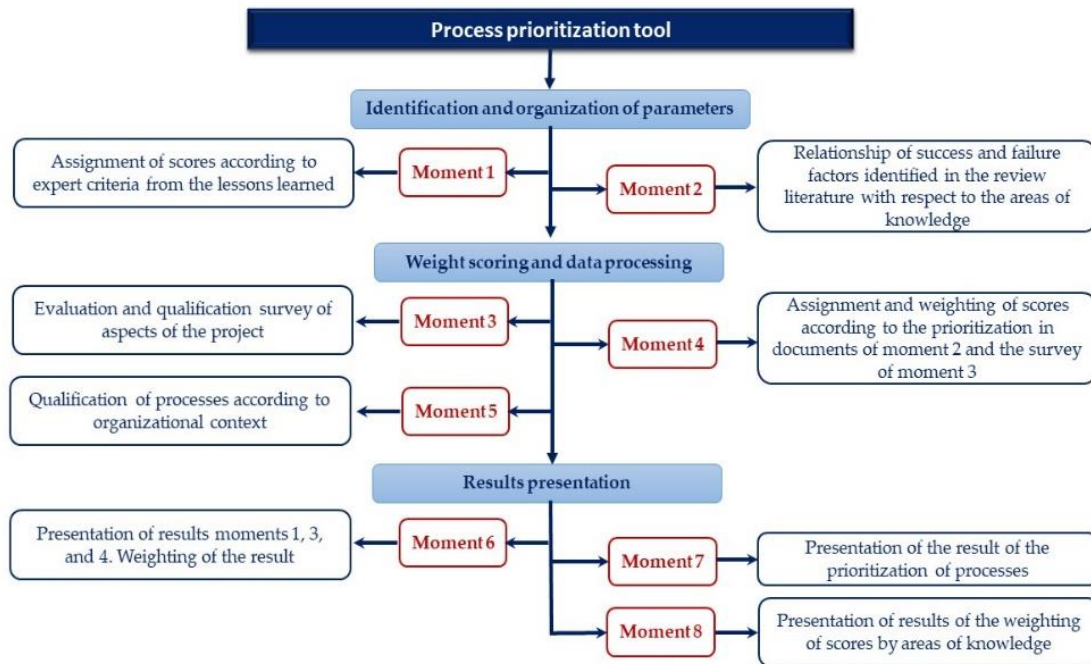 Process prioritization tool
Identification and organization of parameters
Assignment of scores according to
expert criteria from the lessons learned
Moment 1
Moment 2
Relationship of success and failure
factors identified in the review
literature with respect to the areas of
knowledge
Weight scoring and data processing
Evaluation and qualification survey of
aspects of the project
Moment 3
Moment 4
Assignment and weighting of scores
according to the prioritization in
documents of moment 2 and the survey
of moment 3
Qualification of processes according to
organizational context
Moment 5
Results presentation
Presentation of results moments 1, 3,
and 4. Weighting of the result
Moment 6
Moment 7
Presentation of the result of the
prioritization of processes
Moment 8
Presentation of results of the weighting
of scores by areas of knowledge